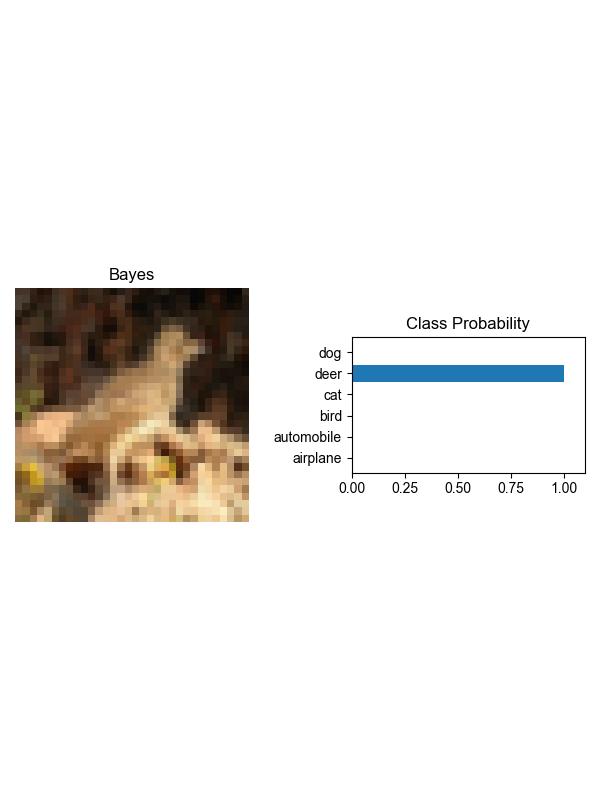 Bayes
Class Probability
dog
deer
cat
bird
automobile
airplane
0.00 0.25 0.50 0.75 1.00